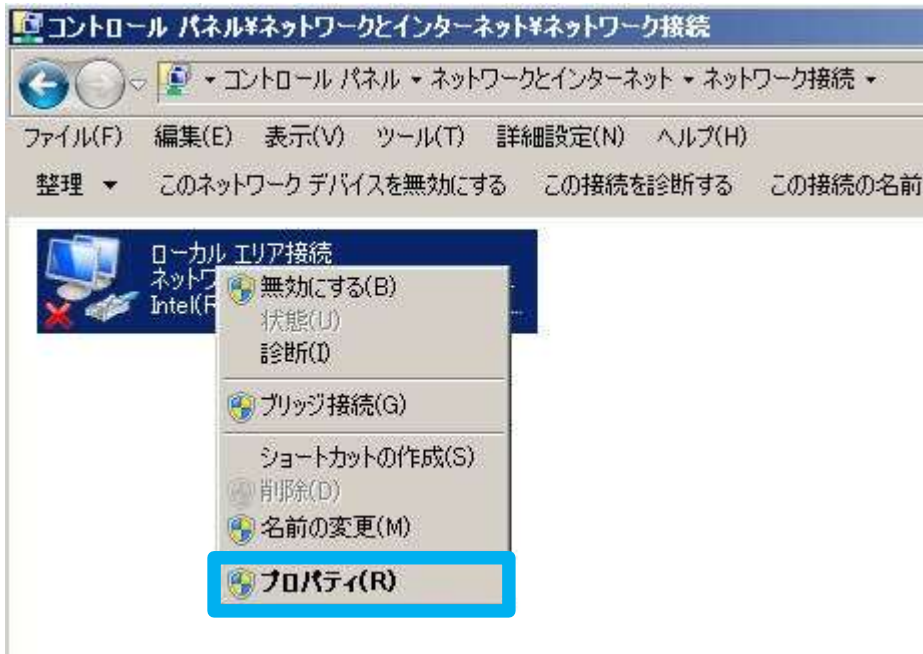 コントロール パネル¥ネットワークとインターネット¥ネットワーク接続
コントロール パネル ▾ ネットワークとインターネット ▾ ネットワーク接続 ▾
ファイル(F) 編集(E) 表示(V) ツール(T) 詳細設定(N) ヘルプ(H)
整理 ▼ このネットワーク デバイスを無効にする この接続を診断する この接続の名前
ローカル エリア接続
ネットワ
Intel(R
無効にする(B)
状態(U)
診断(I)
ブリッジ接続(G)
ショートカットの作成(S)
削除(D)
名前の変更(M)
プロパティ(R)